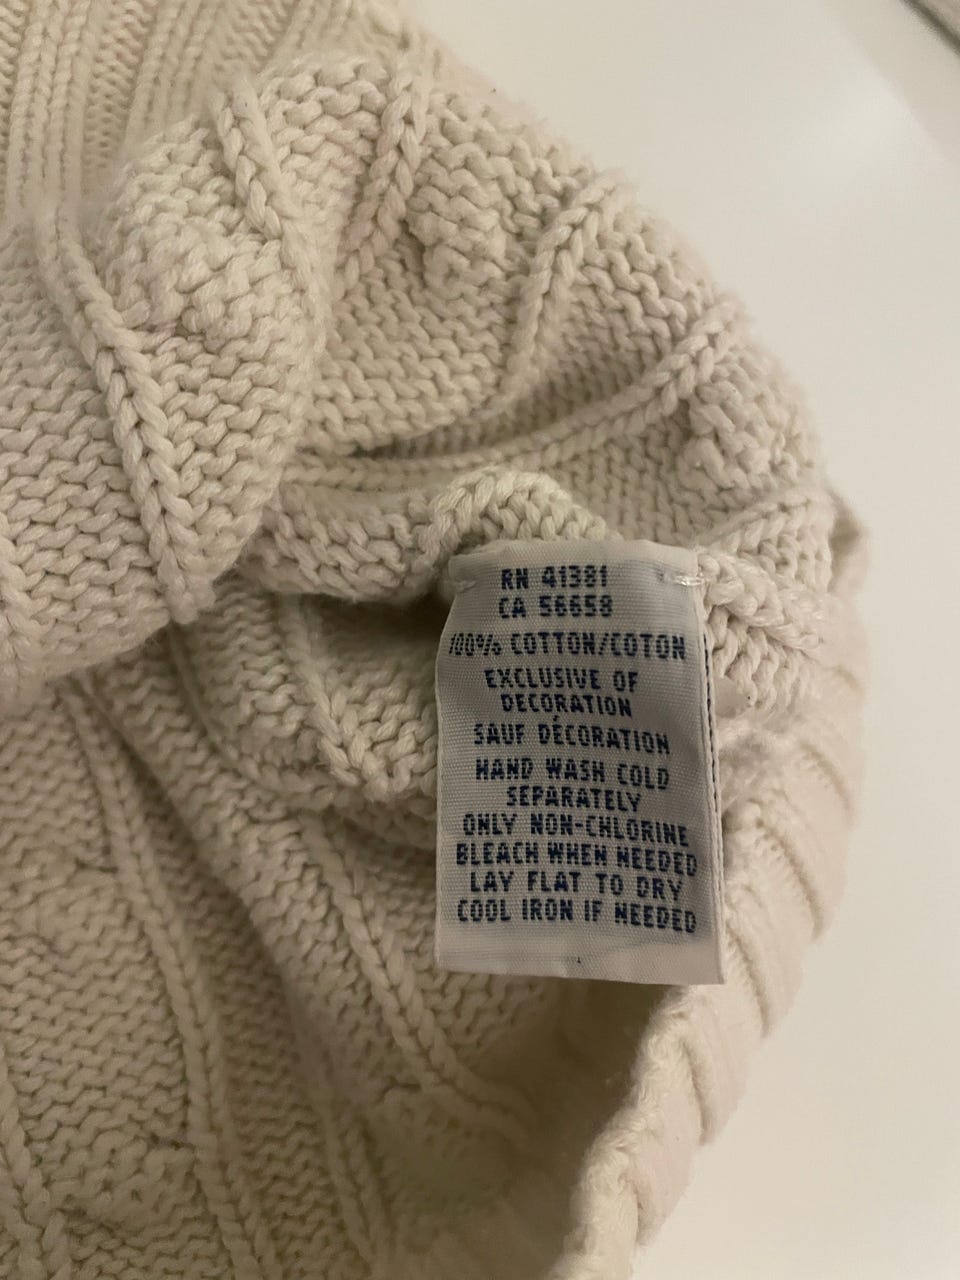 RN 41381
CA 56658
100% COTTON/COTON
EXCLUSIVE OF
DECORATION
SAUF DÉCORATION
HAND WASH COLD
SEPARATELY
ONLY NON-CHLORINE
BLEACH WHEN NEEDED
LAY FLAT TO DRY
COOL IRON IF NEEDED